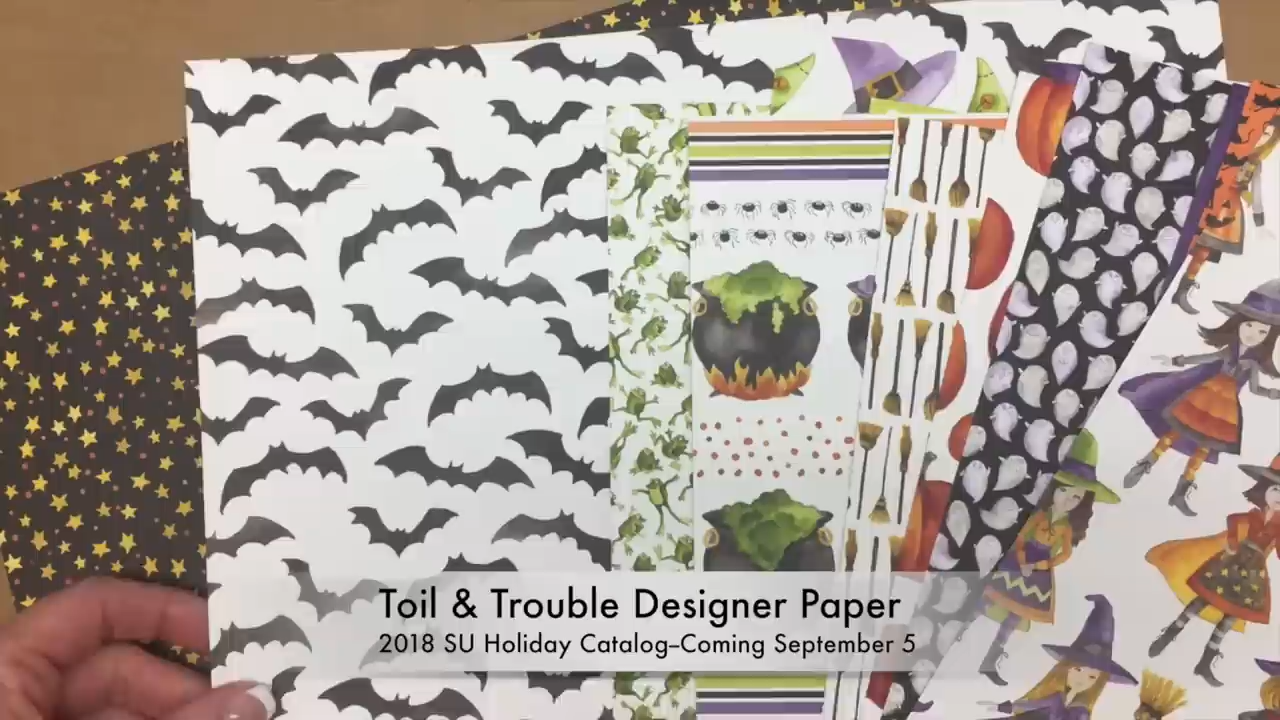 Toil & Trouble Designer Paper
2018 SU Holiday Catalog–Coming September 5